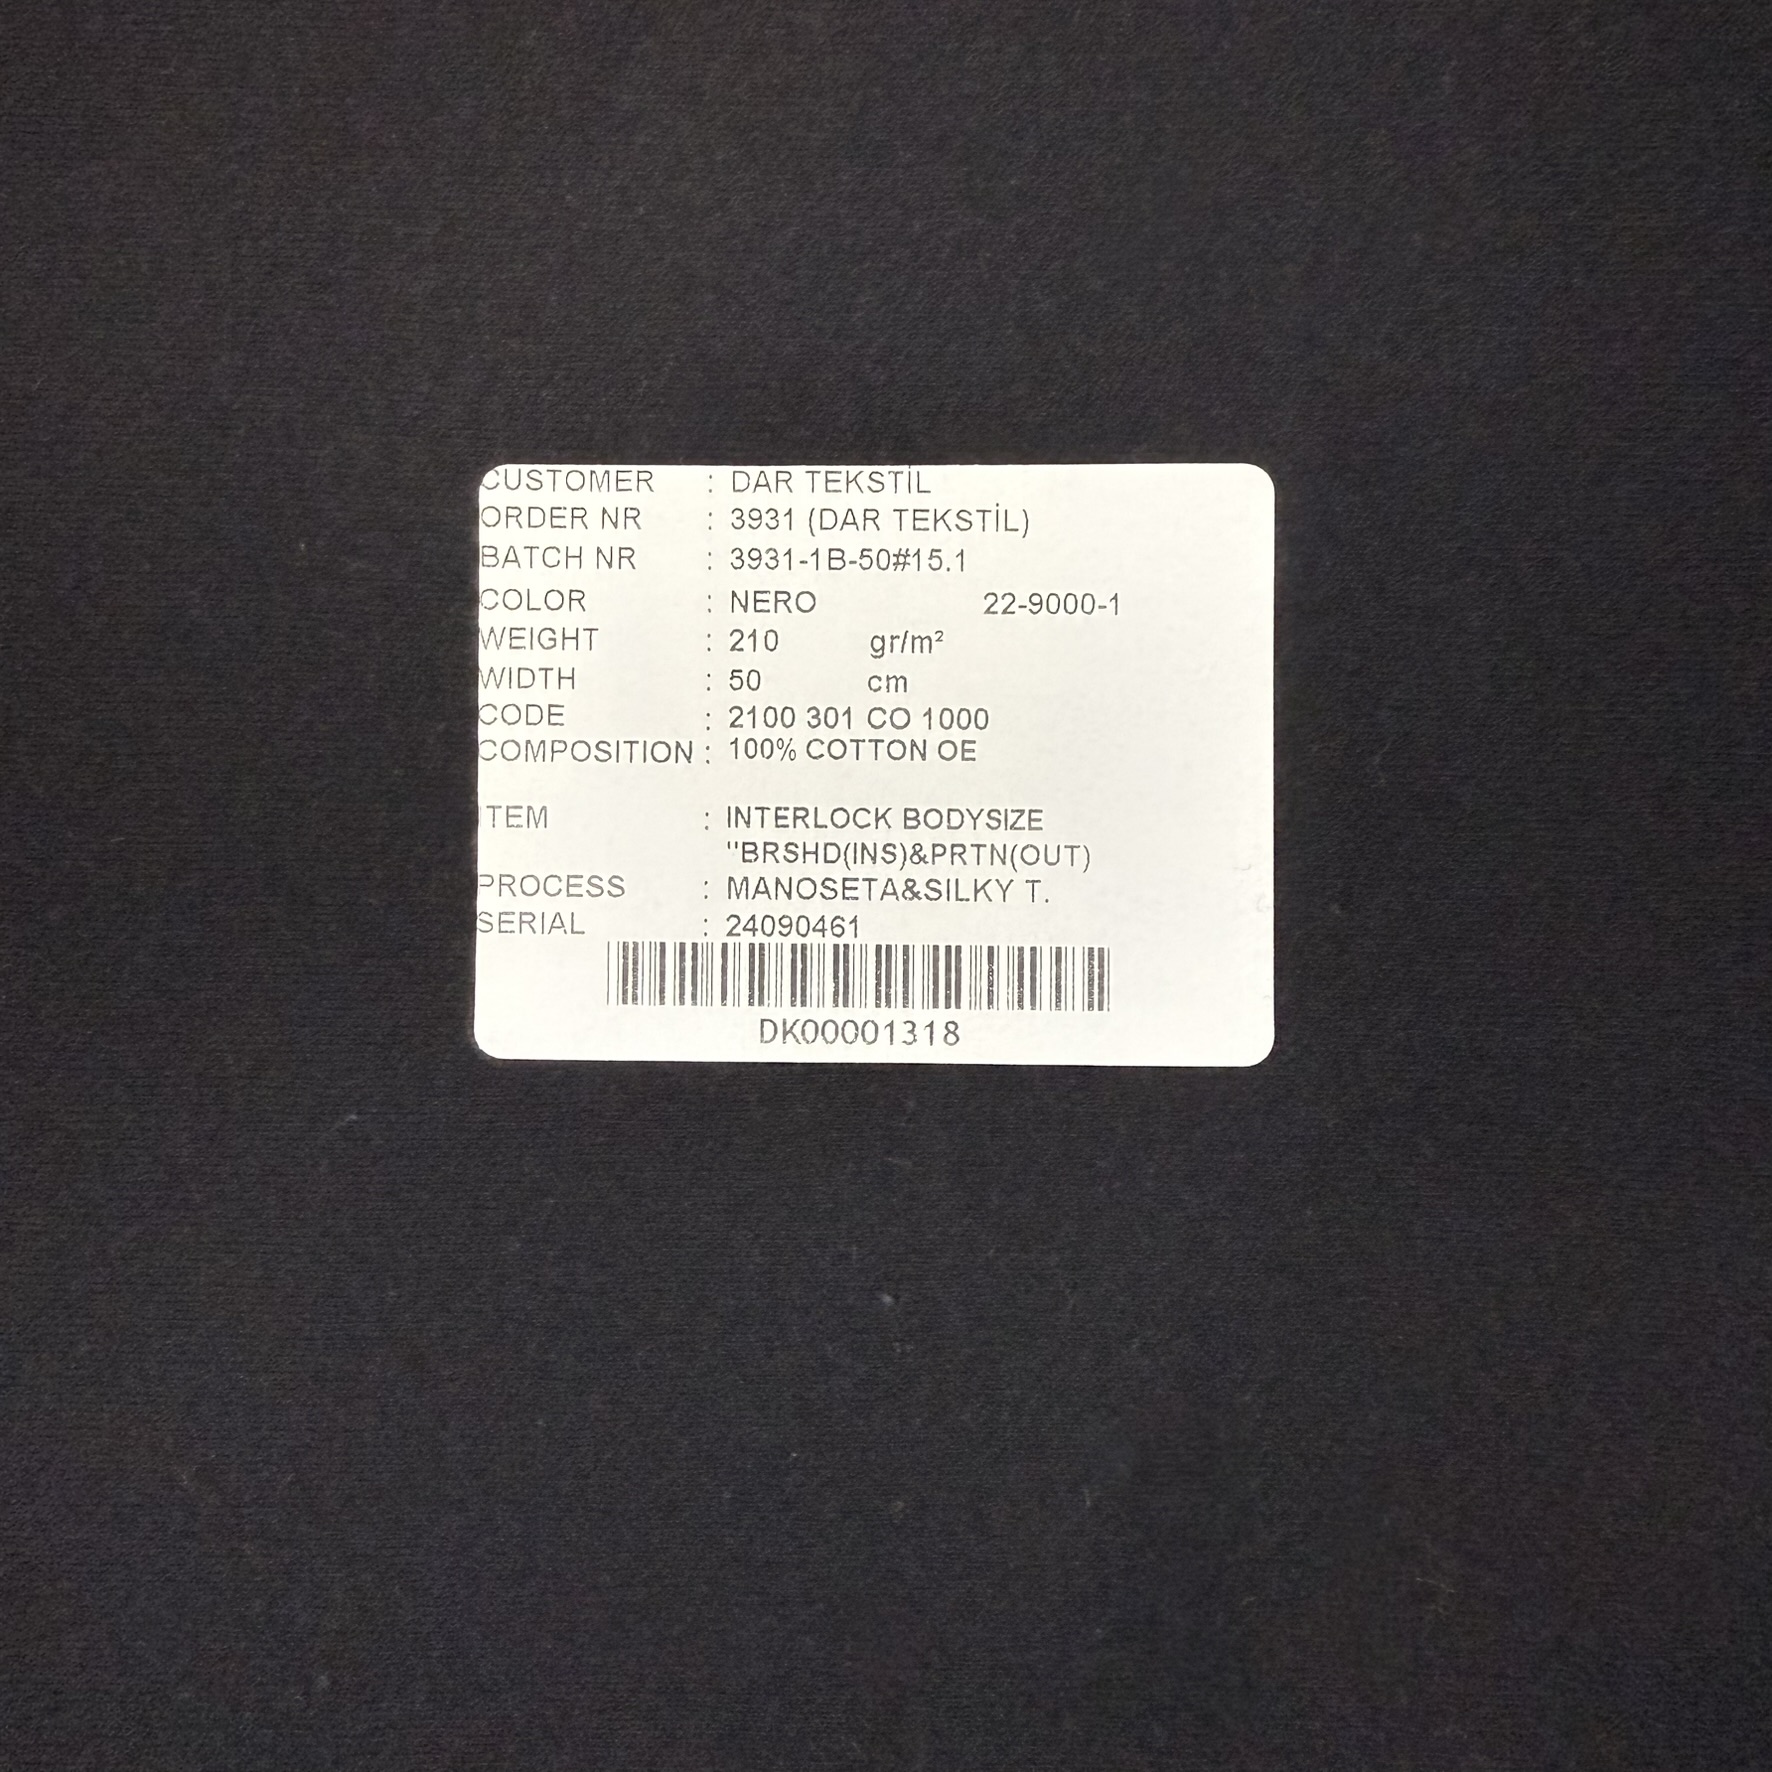 CUSTOMER : DAR TEKSTİL
ORDER NR : 3931 (DAR TEKSTİL)
BATCH NR : 3931-1B-50#15.1
COLOR : NERO 22-9000-1
WEIGHT : 210 gr/m²
WIDTH : 50 cm
CODE : 2100 301 CO 1000
COMPOSITION : 100% COTTON OE
ITEM : INTERLOCK BODYSIZE
"BRSHD(INS)&PRTN(OUT)
PROCESS : MANOSETA&SILKY T.
SERIAL : 24090461
DK00001318